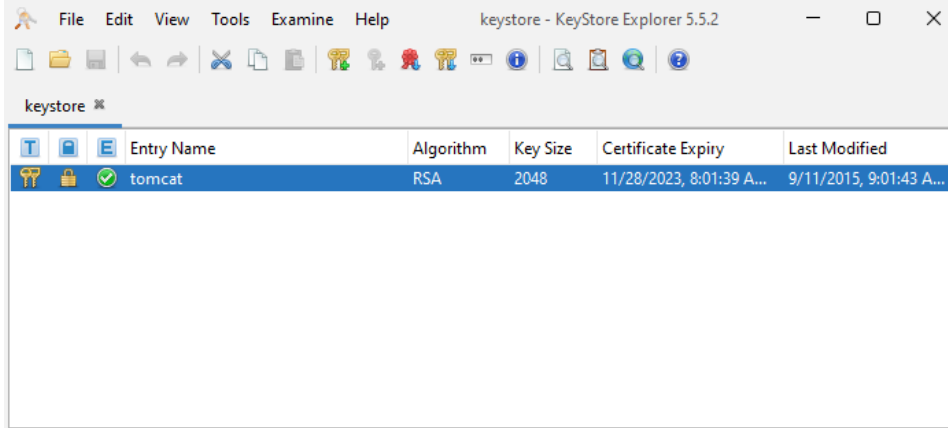 File Edit View Tools Examine Help keystore - KeyStore Explorer 5.5.2
keystore
T E Entry Name Algorithm Key Size Certificate Expiry Last Modified
tomcat RSA 2048 11/28/2023, 8:01:39 A... 9/11/2015, 9:01:43 A...